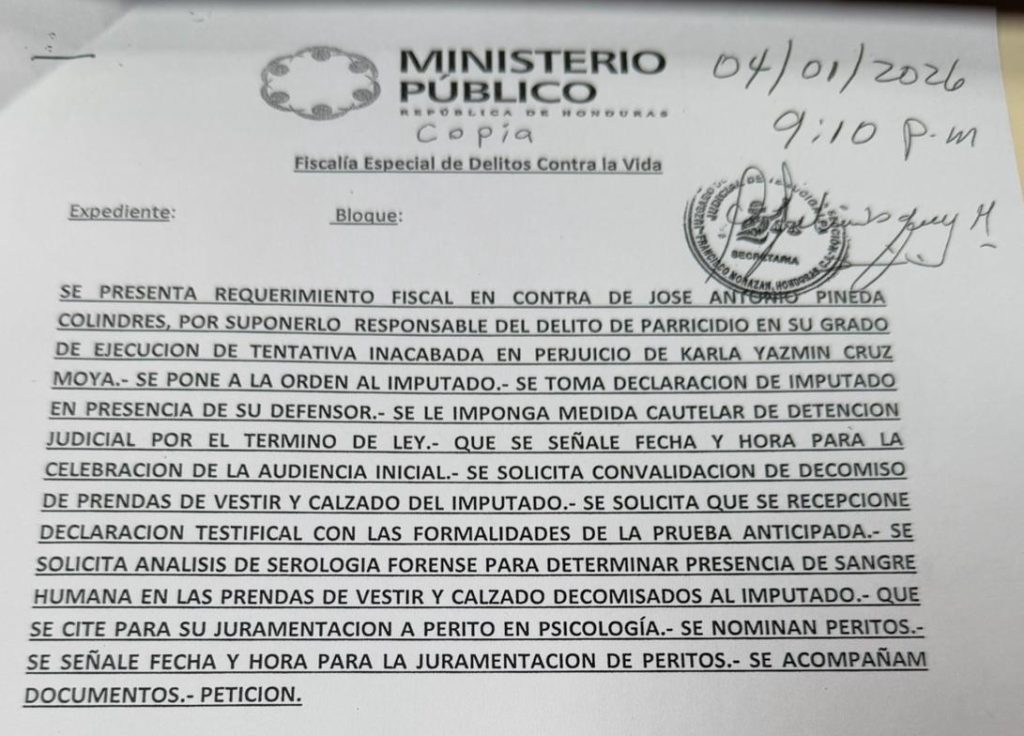 MINISTERIO
PÚBLICO
REPÚBLICA DE HONDURAS
Copia
04/01/2026
9:10 p.m
Fiscalía Especial de Delitos Contra la Vida
Expediente:
Bloque:
SECRETARIA
FRANCISCO MORAZAN, HONDURAS, C.A.
SE PRESENTA REQUERIMIENTO FISCAL EN CONTRA DE JOSE ANTONIO PINEDA
COLINDRES, POR SUPONERLO RESPONSABLE DEL DELITO DE PARRICIDIO EN SU GRADO
DE EJECUCION DE TENTATIVA INACABADA EN PERJUICIO DE KARLA YAZMIN CRUZ
MOYA.- SE PONE A LA ORDEN AL IMPUTADO.- SE TOMA DECLARACION DE IMPUTADO
EN PRESENCIA DE SU DEFENSOR.- SE LE IMPONGA MEDIDA CAUTELAR DE DETENCION
JUDICIAL POR EL TERMINO DE LEY.- QUE SE SEÑALE FECHA Y HORA PARA LA
CELEBRACION DE LA AUDIENCIA INICIAL.- SE SOLICITA CONVALIDACION DE DECOMISO
DE PRENDAS DE VESTIR Y CALZADO DEL IMPUTADO.- SE SOLICITA QUE SE RECEPCIONE
DECLARACION TESTIFICAL CON LAS FORMALIDADES DE LA PRUEBA ANTICIPADA.- SE
SOLICITA ANALISIS DE SEROLOGIA FORENSE PARA DETERMINAR PRESENCIA DE SANGRE
HUMANA EN LAS PRENDAS DE VESTIR Y CALZADO DECOMISADOS AL IMPUTADO.- QUE
SE CITE PARA SU JURAMENTACION A PERITO EN PSICOLOGÍA.- SE NOMINAN PERITOS.-
SE SEÑALE FECHA Y HORA PARA LA JURAMENTACION DE PERITOS.- SE ACOMPAÑAM
DOCUMENTOS.- PETICION.